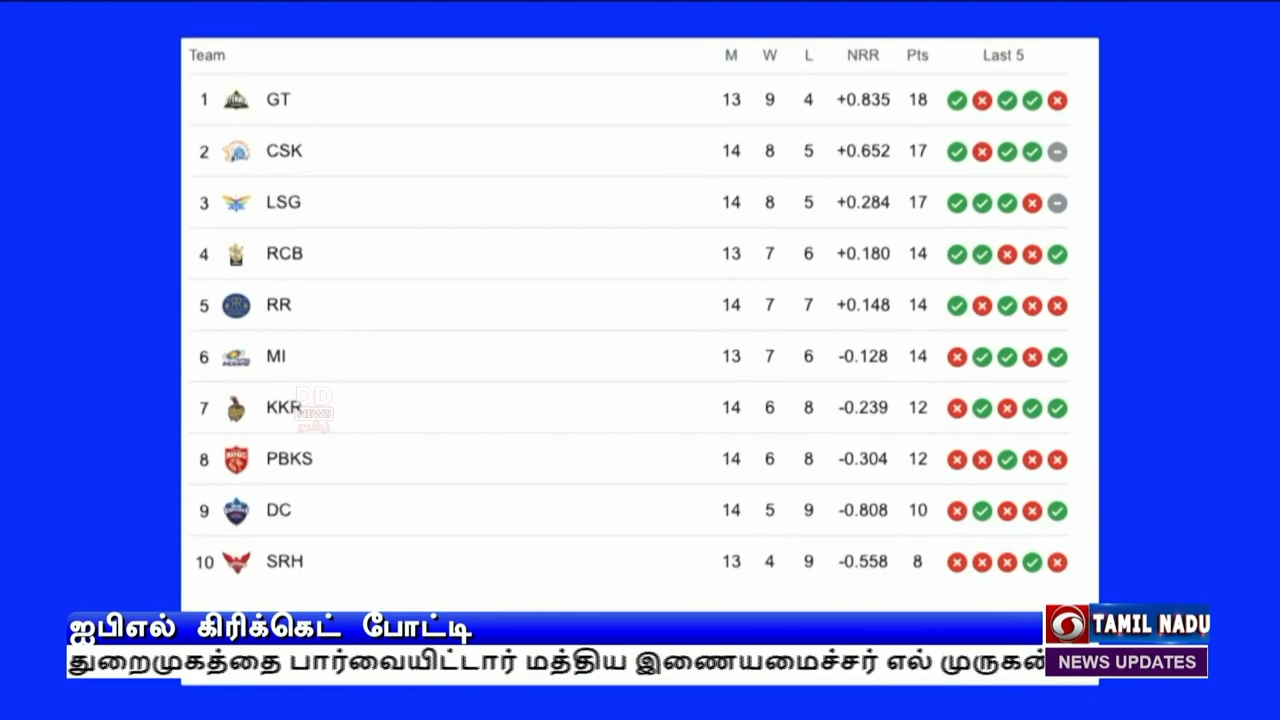 Team M W L NRR Pts Last 5
1 GT 13 9 4 +0.835 18
2 CSK 14 8 5 +0.652 17
3 LSG 14 8 5 +0.284 17
4 RCB 13 7 6 +0.180 14
5 RR 14 7 7 +0.148 14
6 MI 13 7 6 -0.128 14
7 KKR 14 6 8 -0.239 12
DD
NEWS
தமிழ்
8 PBKS 14 6 8 -0.304 12
9 DC 14 5 9 -0.808 10
10 SRH 13 4 9 -0.558 8
ஐபிஎல் கிரிக்கெட் போட்டி
TAMIL NADU
துறைமுகத்தை பார்வையிட்டார் மத்திய இணையமைச்சர் எல் முருகன்
NEWS UPDATES